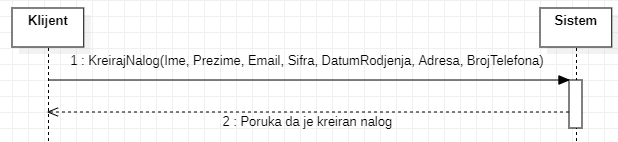 Klijent
Sistem
1 : KreirajNalog(Ime, Prezime, Email, Sifra, DatumRodjenja, Adresa, BrojTelefona)
2 : Poruka da je kreiran nalog